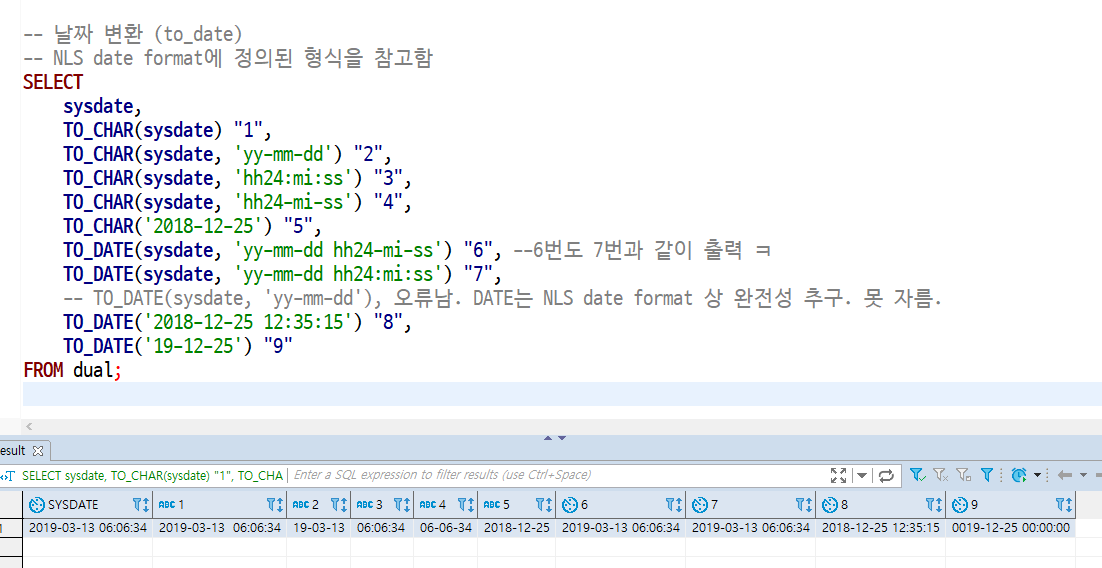 -- 날짜 변환 (to_date)
-- NLS date format에 정의된 형식을 참고함
SELECT
sysdate,
TO_CHAR(sysdate) "1",
TO_CHAR(sysdate, 'yy-mm-dd') "2",
TO_CHAR(sysdate, 'hh24:mi:ss') "3",
TO_CHAR(sysdate, 'hh24-mi-ss') "4",
TO_CHAR('2018-12-25') "5",
TO_DATE(sysdate, 'yy-mm-dd hh24-mi-ss') "6", --6번도 7번과 같이 출력 ㅋ
TO_DATE(sysdate, 'yy-mm-dd hh24:mi:ss') "7",
-- TO_DATE(sysdate, 'yy-mm-dd'), 오류남. DATE는 NLS date format 상 완전성 추구. 못 자름.
TO_DATE('2018-12-25 12:35:15') "8",
TO_DATE('19-12-25') "9"
FROM dual;
esult
SELECT sysdate, TO_CHAR(sysdate) "1", TO_CHA Enter a SQL expression to filter results (use Ctrl+Space)
SYSDATE ABC 1 ABC 2 ABC 3 ABC 4 ABC 5 6 7 8 9
1 2019-03-13 06:06:34 2019-03-13 06:06:34 19-03-13 06:06:34 06-06-34 2018-12-25 2019-03-13 06:06:34 2019-03-13 06:06:34 2018-12-25 12:35:15 0019-12-25 00:00:00